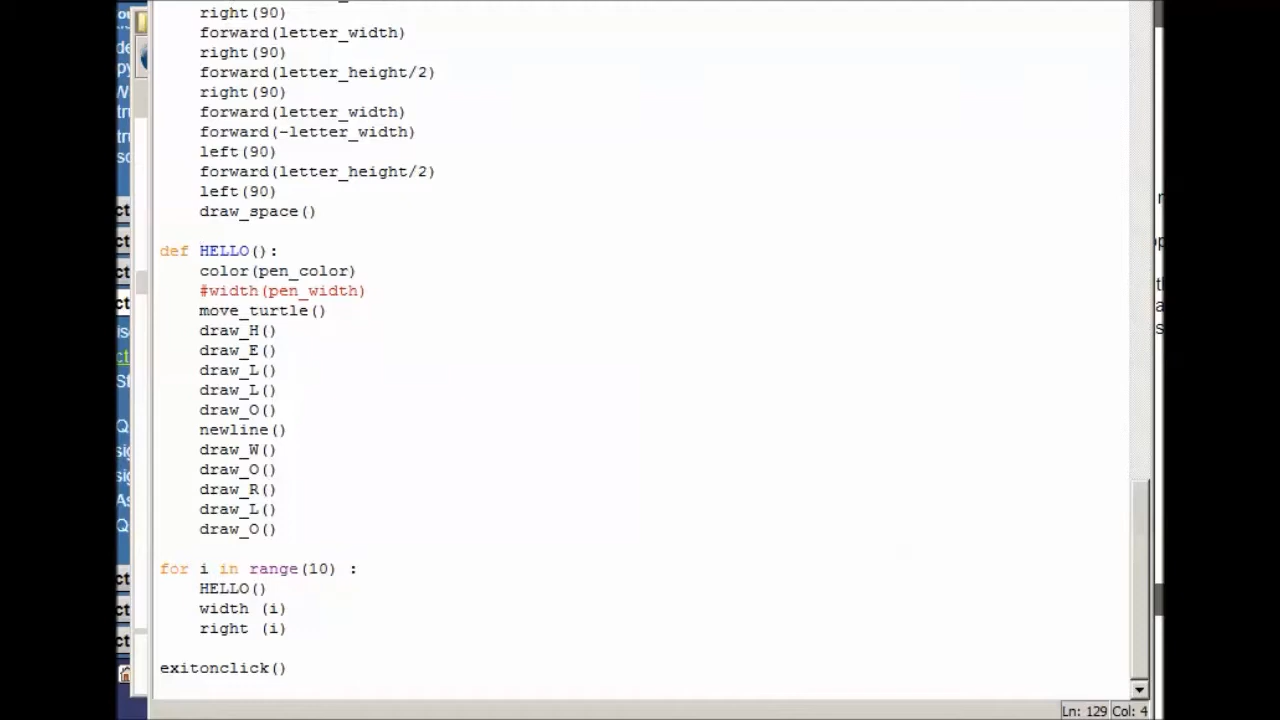 right(90)
forward(letter_width)
right(90)
forward(letter_height/2)
right(90)
forward(letter_width)
forward(-letter_width)
left(90)
forward(letter_height/2)
left(90)
draw_space()
def HELLO():
color(pen_color)
#width(pen_width)
move_turtle()
draw_H()
draw_E()
draw_L()
draw_L()
draw_O()
newline()
draw_W()
draw_O()
draw_R()
draw_L()
draw_O()
for i in range(10) :
HELLO()
width (i)
right (i)
exitonclick()
Ln: 129 Col: 4